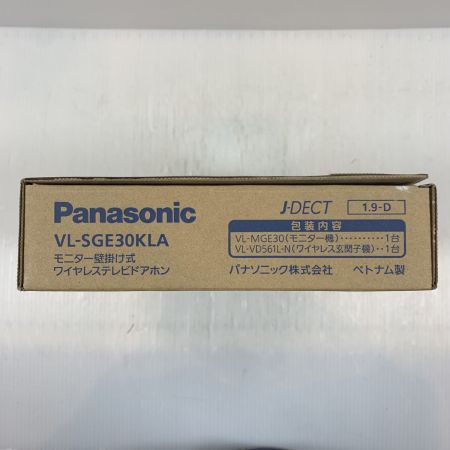 Panasonic
VL-SGE30KLA
モニター壁掛け式
ワイヤレステレビドアホン
J-DECT 1.9-D
包装内容
VL-MGE30(モニター機)‥‥‥‥1台
VL-VD561L-N(ワイヤレス玄関子機)‥1台
パナソニック株式会社 ベトナム製